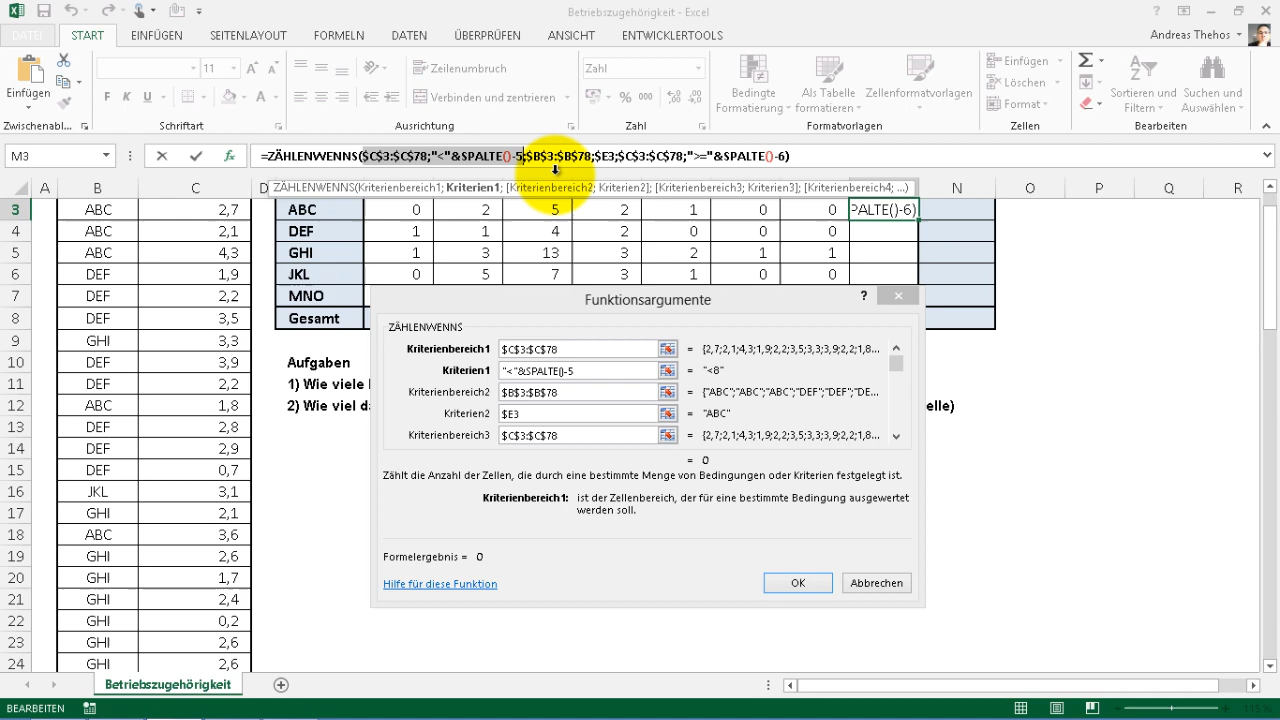 Betriebszugehörigkeit - Excel
DATEI START EINFÜGEN SEITENLAYOUT FORMELN DATEN ÜBERPRÜFEN ANSICHT ENTWICKLERTOOLS Andreas Thehos
Einfügen
11
Zeilenumbruch
Zahl
Verbinden und zentrieren
Bedingte Formatierung
Als Tabelle formatieren
Zellenformatvorlagen
Einfügen
Löschen
Format
Sortieren und Filtern
Suchen und Auswählen
Zwischenabl... Schriftart Ausrichtung Zahl Formatvorlagen Zellen Bearbeiten
M3 =ZÄHLENWENNS($C$3:$C$78;"<"&SPALTE()-5;$B$3:$B$78;$E3;$C$3:$C$78;">="&SPALTE()-6)
A B C D N O P Q R
ZÄHLENWENNS(Kriterienbereich1; Kriterien1; [Kriterienbereich2; Kriterien2]; [Kriterienbereich3; Kriterien3]; [Kriterienbereich4; ...)
3 ABC 2,7 ABC 0 2 5 2 1 0 0 PALTE()-6)
4 ABC 2,1 DEF 1 1 4 2 0 0 0
5 ABC 4,3 GHI 1 3 13 3 2 1 1
6 DEF 1,9 JKL 0 5 7 3 1 0 0
7 DEF 2,2 MNO
8 DEF 3,5 Gesamt
9 GHI 3,3
10 DEF 3,9 Aufgaben
11 DEF 2,2 1) Wie viele
12 ABC 1,8 2) Wie viel elle)
13 DEF 2,8
14 DEF 2,9
15 DEF 0,7
16 JKL 3,1
17 GHI 2,1
18 ABC 3,6
19 GHI 2,6
20 GHI 1,7
21 GHI 2,4
22 GHI 0,2
23 GHI 2,6
24 GHI 2,6
Funktionsargumente
ZÄHLENWENNS
Kriterienbereich1 $C$3:$C$78 = {2,7;2,1;4,3;1,9;2,2;3,5;3,3;3,9;2,2;1,8...
Kriterien1 "<"&SPALTE()-5 = "<8"
Kriterienbereich2 $B$3:$B$78 = {"ABC";"ABC";"ABC";"DEF";"DEF";"DE...
Kriterien2 $E3 = "ABC"
Kriterienbereich3 $C$3:$C$78 = {2,7;2,1;4,3;1,9;2,2;3,5;3,3;3,9;2,2;1,8...
= 0
Zählt die Anzahl der Zellen, die durch eine bestimmte Menge von Bedingungen oder Kriterien festgelegt ist.
Kriterienbereich1: ist der Zellenbereich, der für eine bestimmte Bedingung ausgewertet
werden soll.
Formelergebnis = 0
Hilfe für diese Funktion OK Abbrechen
Betriebszugehörigkeit
BEARBEITEN 115 %